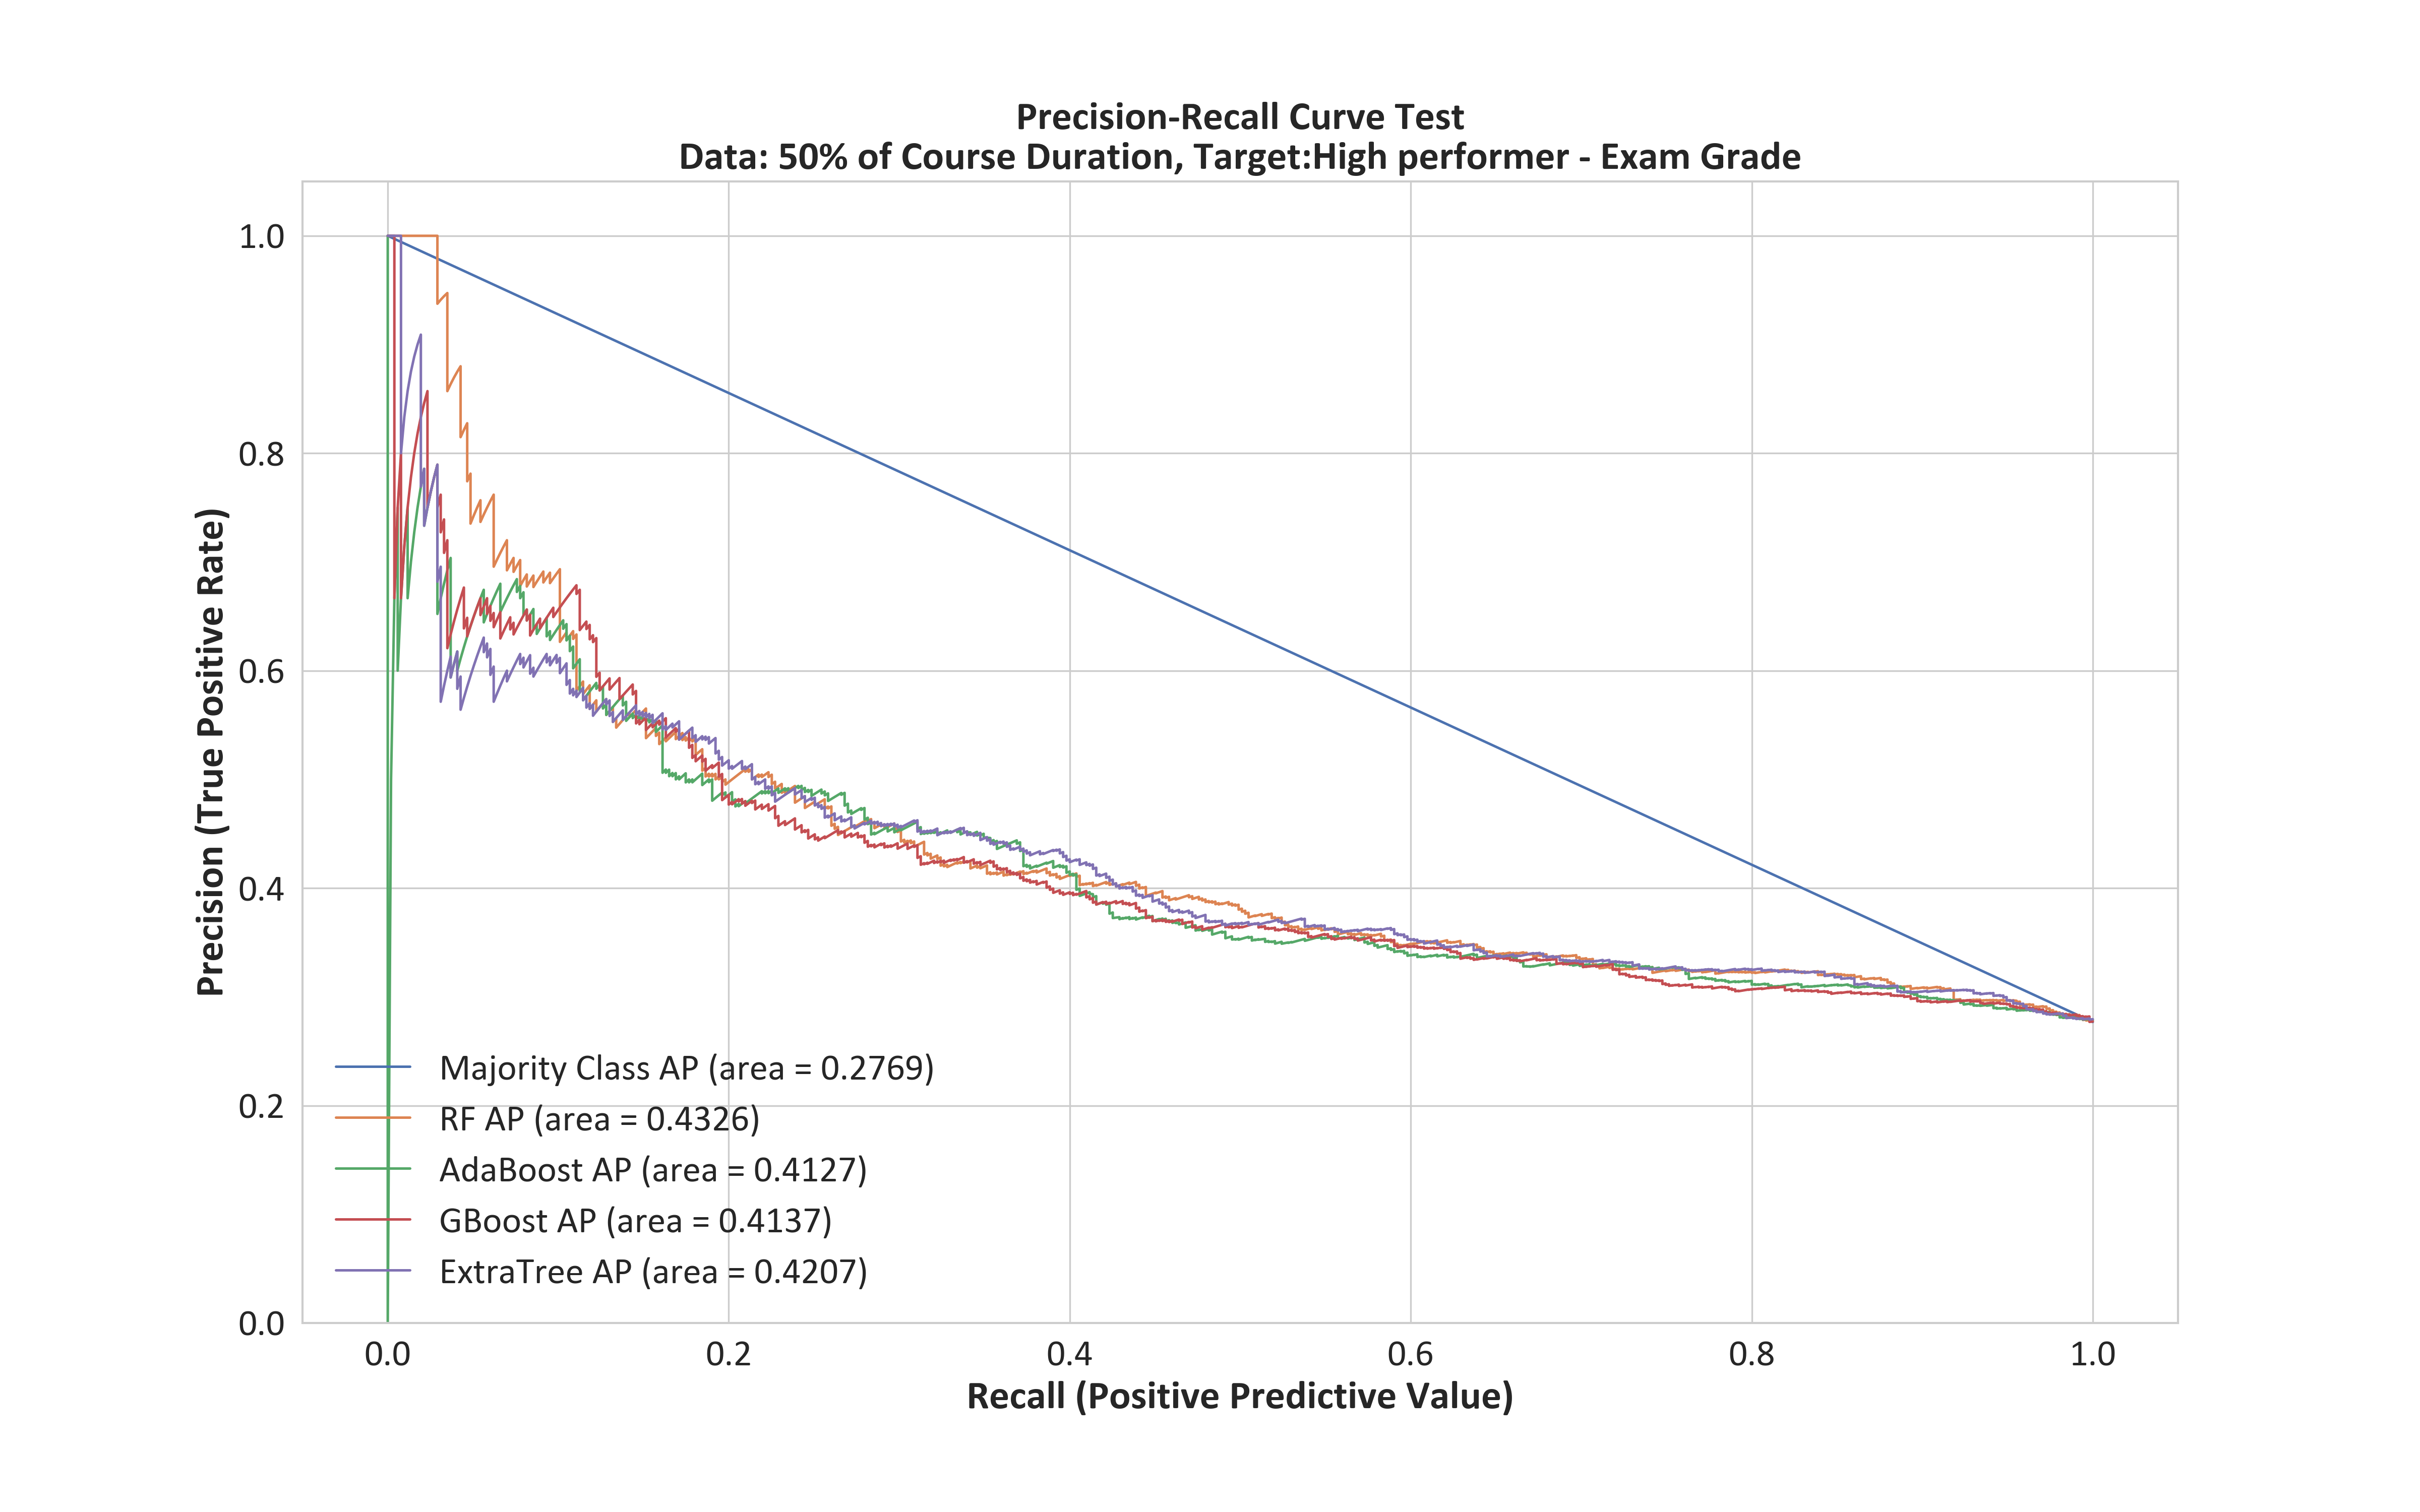 Precision-Recall Curve Test
Data: 50% of Course Duration, Target:High performer - Exam Grade
Precision (True Positive Rate)
1.0
0.8
0.6
0.4
0.2
0.0
Majority Class AP (area = 0.2769)
RF AP (area = 0.4326)
AdaBoost AP (area = 0.4127)
GBoost AP (area = 0.4137)
ExtraTree AP (area = 0.4207)
0.0 0.2 0.4 0.6 0.8 1.0
Recall (Positive Predictive Value)